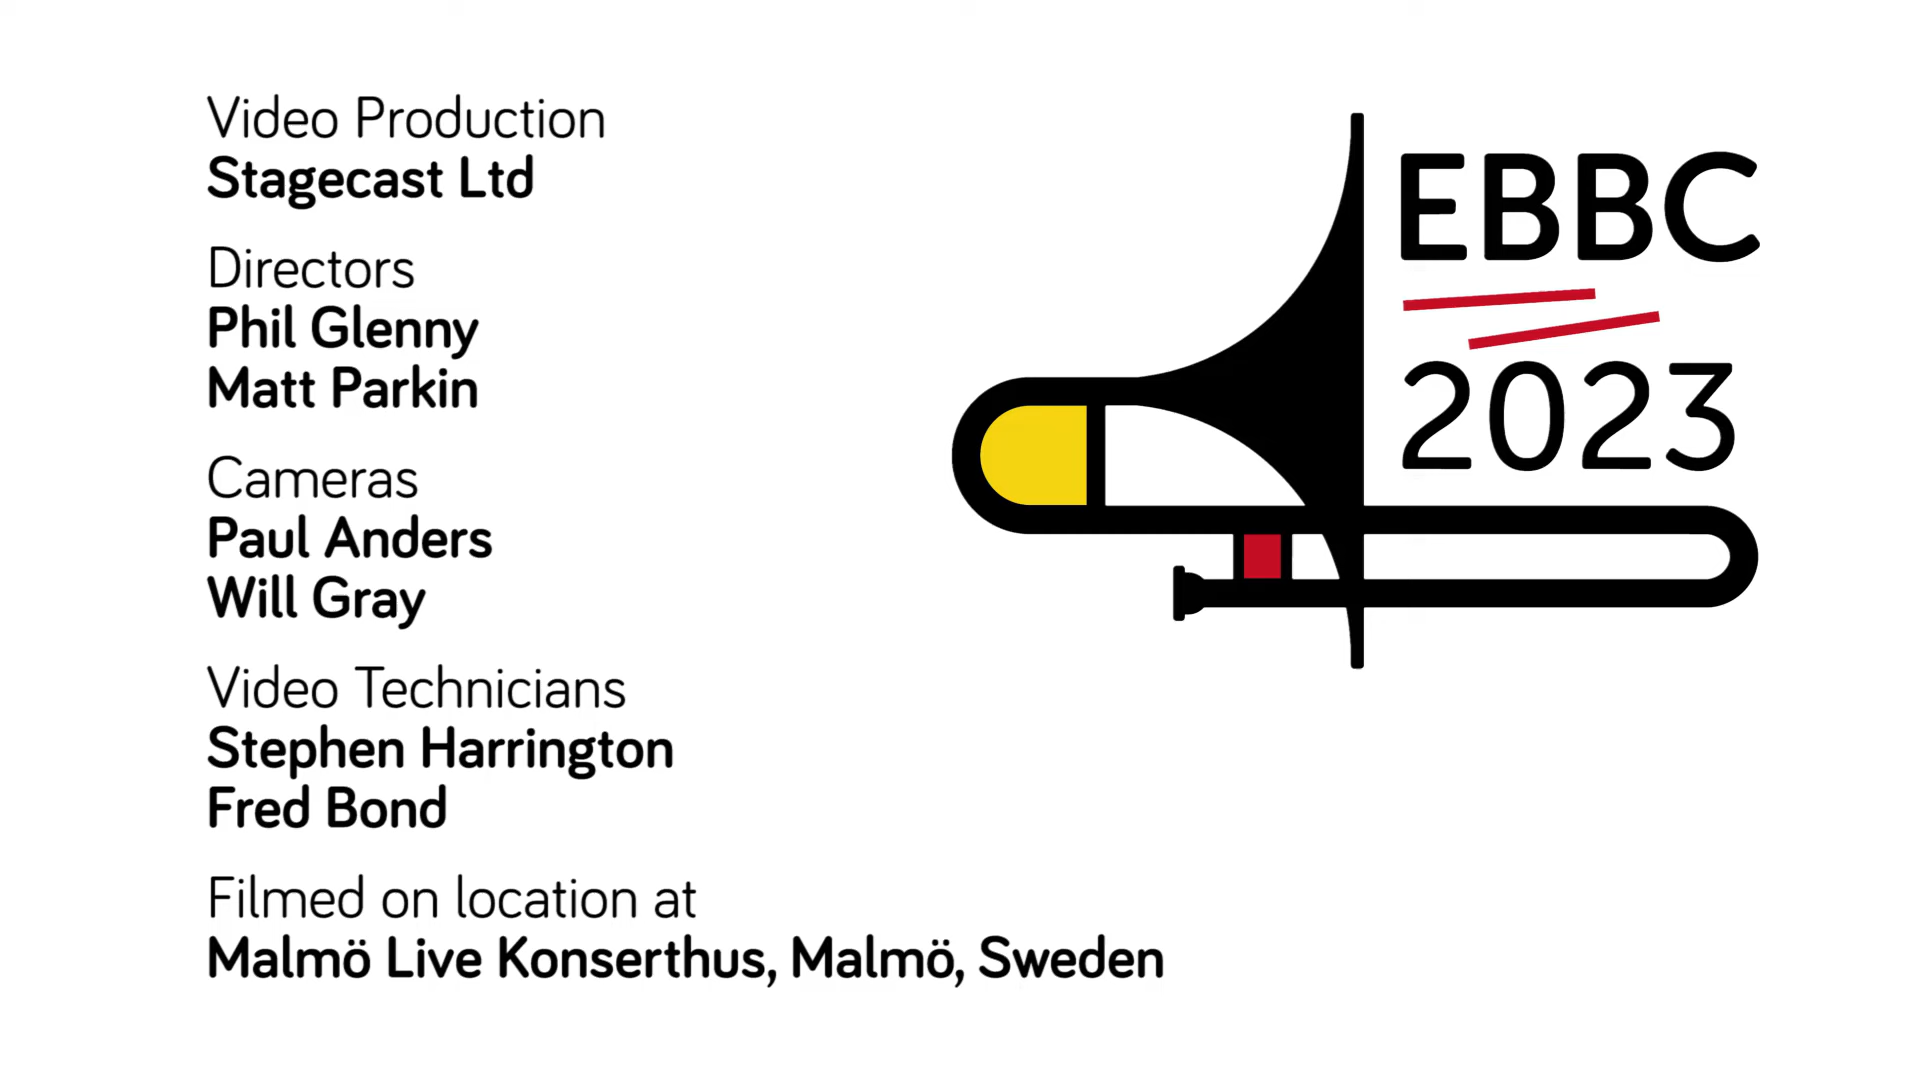 Video Production
Stagecast Ltd
Directors
Phil Glenny
Matt Parkin
Cameras
Paul Anders
Will Gray
Video Technicians
Stephen Harrington
Fred Bond
Filmed on location at
Malmö Live Konserthus, Malmö, Sweden
EBBC
2023